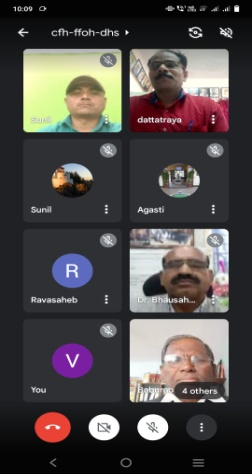 10:09
cfh-ffoh-dhs
Sunil
dattatraya
Sunil
Agasti
R
Ravasaheb
Dr. Bhausah...
V
You
4 others